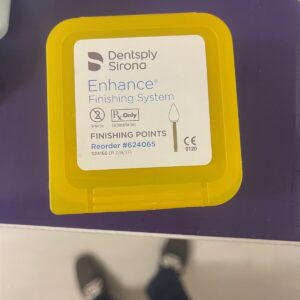 Dentsply
Sirona
Enhance®
Finishing System
Rx Only
FINISHING POINTS
Reorder #624065
CE
0120